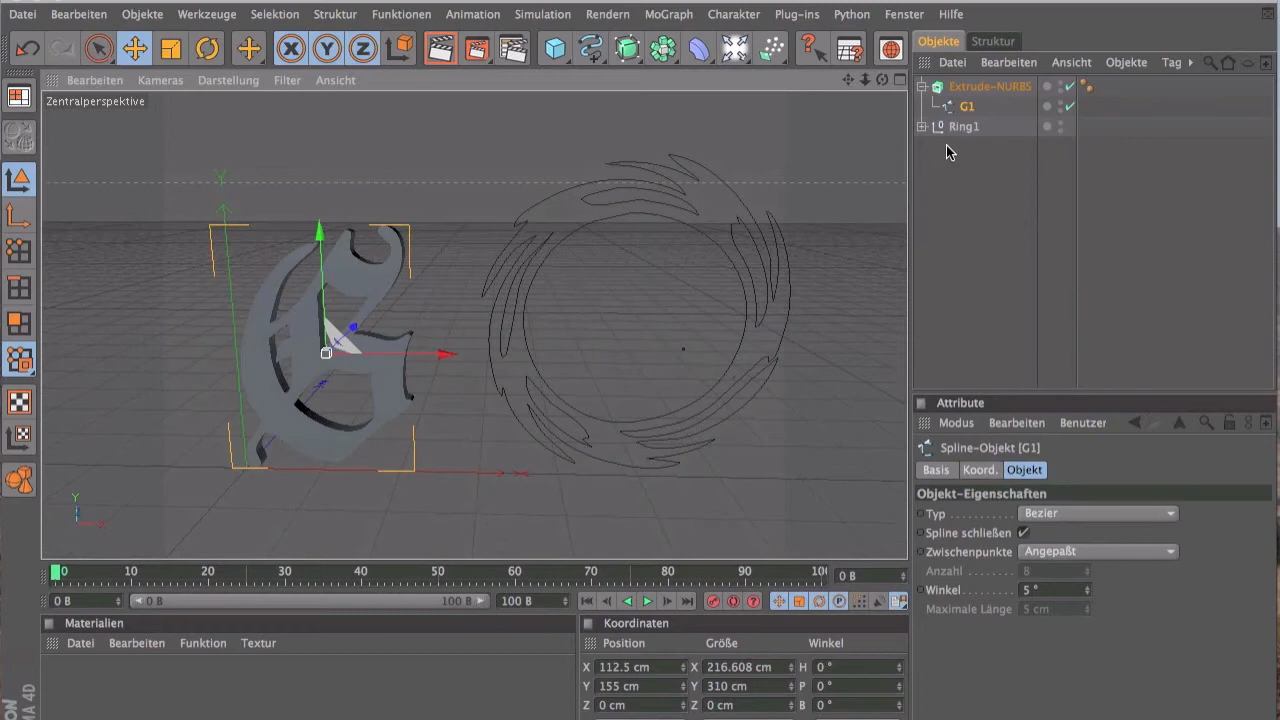 Datei Bearbeiten Objekte Werkzeuge Selektion Struktur Funktionen Animation Simulation Rendern MoGraph Charakter Plug-ins Python Fenster Hilfe
X Y Z
Objekte Struktur
Datei Bearbeiten Ansicht Objekte Tag
Bearbeiten Kameras Darstellung Filter Ansicht
Zentralperspektive
Extrude-NURBS
G1
Ring1
Y
Y
X
Attribute
Modus Bearbeiten Benutzer
Spline-Objekt [G1]
Basis Koord. Objekt
Objekt-Eigenschaften
Typ Bezier
Spline schließen
Zwischenpunkte Angepaßt
Anzahl 8
Winkel 5 °
Maximale Länge 5 cm
0 10 20 30 40 50 60 70 80 90 10 0 B
0 B 0 B 100 B 100 B
Materialien
Datei Bearbeiten Funktion Textur
Koordinaten
Position Größe Winkel
X 112.5 cm X 216.608 cm H 0 °
Y 155 cm Y 310 cm P 0 °
Z 0 cm Z 0 cm B 0 °